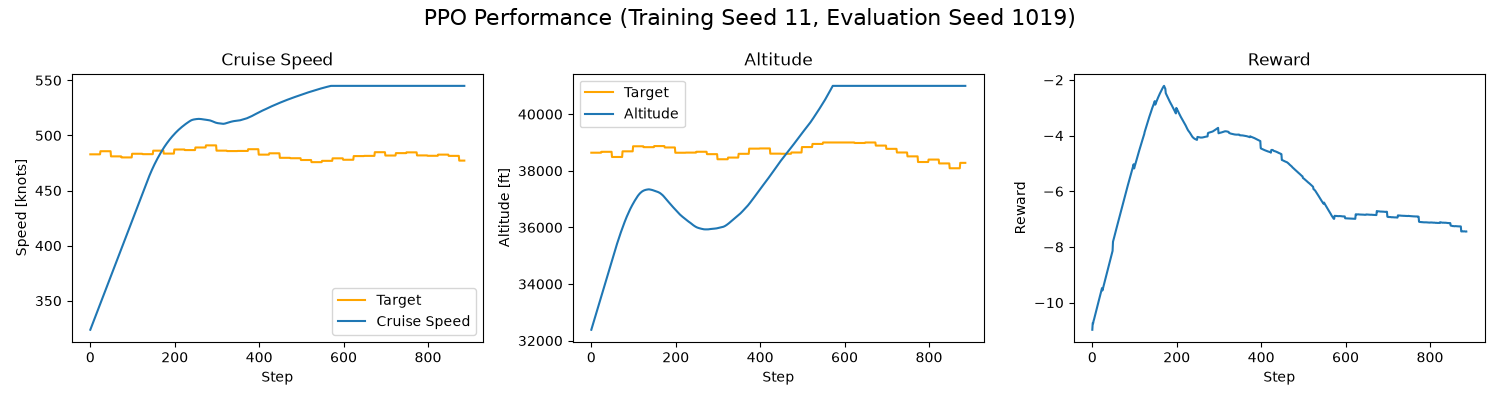 PPO Performance (Training Seed 11, Evaluation Seed 1019)
Cruise Speed
550
500
450
400
350
Speed [knots]
Target
Cruise Speed
0 200 400 600 800
Step
Altitude
40000
38000
36000
34000
32000
Altitude [ft]
Target
Altitude
0 200 400 600 800
Step
Reward
−2
−4
−6
−8
−10
Reward
0 200 400 600 800
Step